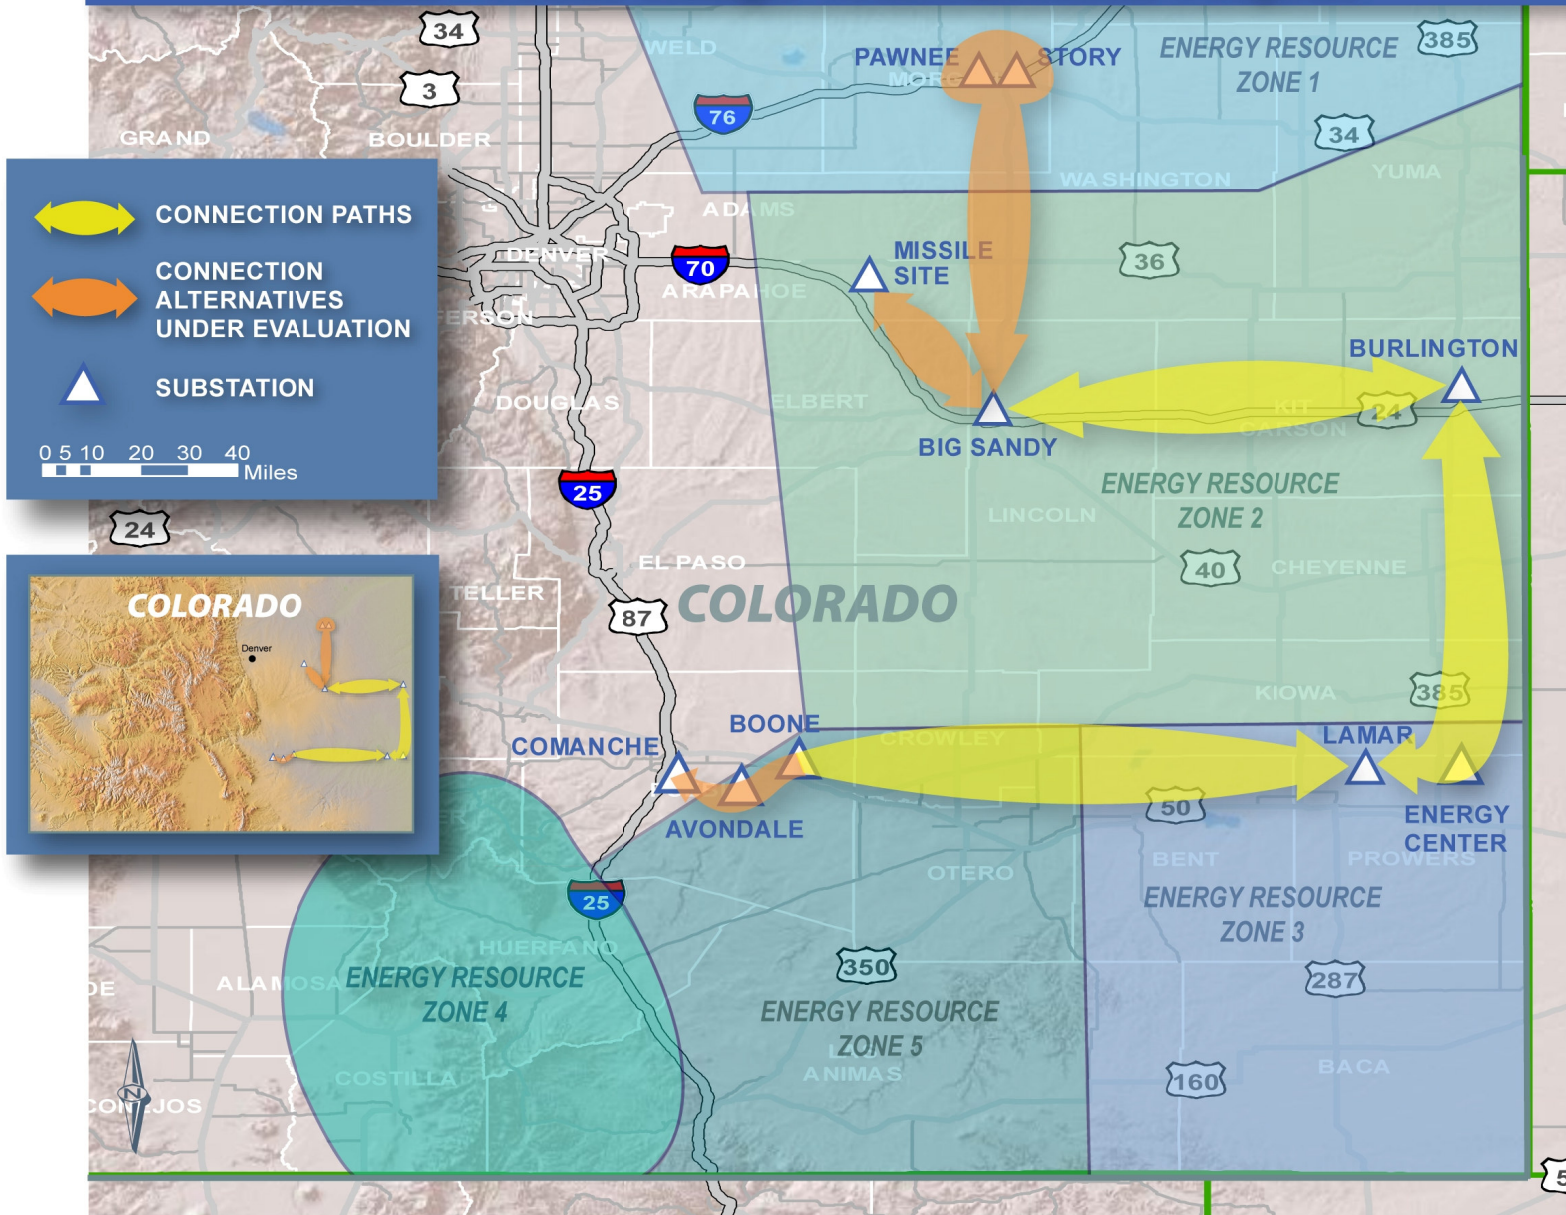 34
385
WELD
PAWNEE
STORY
ENERGY RESOURCE
ZONE 1
3
76
34
GRAND
BOULDER
YUMA
WASHINGTON
ADAMS
CONNECTION PATHS
CONNECTION
ALTERNATIVES
UNDER EVALUATION
SUBSTATION
0 5 10 20 30 40
Miles
DENVER
70
ARAPAHOE
MISSILE
SITE
36
BURLINGTON
DOUGLAS
ELBERT
24
KIT
CARSON
BIG SANDY
ENERGY RESOURCE
ZONE 2
25
LINCOLN
24
EL PASO
40
CHEYENNE
TELLER
COLORADO
87
COLORADO
Denver
385
KIOWA
BOONE
COMANCHE
CROWLEY
LAMAR
AVONDALE
50
ENERGY
CENTER
BENT
PROWERS
OTERO
25
ENERGY RESOURCE
ZONE 3
HUERFANO
350
287
ALAMOSA
ENERGY RESOURCE
ZONE 4
ENERGY RESOURCE
ZONE 5
ANIMAS
COSTILLA
160
BACA
N